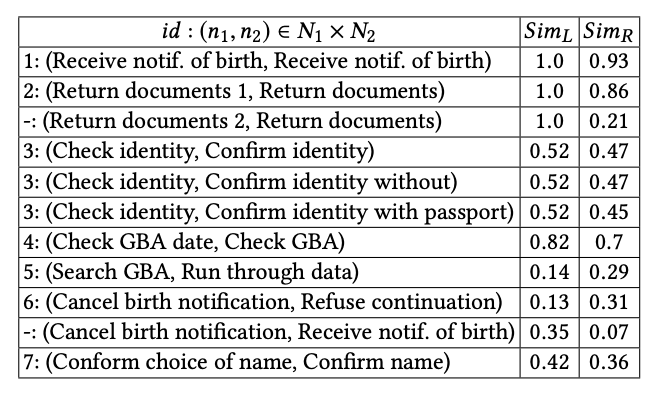 id : (n₁, n₂) ∈ N₁ × N₂ Sim_L Sim_R
1: (Receive notif. of birth, Receive notif. of birth) 1.0 0.93
2: (Return documents 1, Return documents) 1.0 0.86
-: (Return documents 2, Return documents) 1.0 0.21
3: (Check identity, Confirm identity) 0.52 0.47
3: (Check identity, Confirm identity without) 0.52 0.47
3: (Check identity, Confirm identity with passport) 0.52 0.45
4: (Check GBA date, Check GBA) 0.82 0.7
5: (Search GBA, Run through data) 0.14 0.29
6: (Cancel birth notification, Refuse continuation) 0.13 0.31
-: (Cancel birth notification, Receive notif. of birth) 0.35 0.07
7: (Conform choice of name, Confirm name) 0.42 0.36